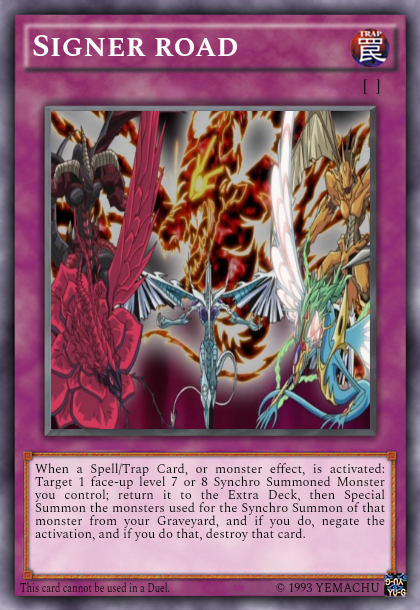 SIGNER ROAD
TRAP
罠
[ ]
When a Spell/Trap Card, or monster effect, is activated:
Target 1 face-up level 7 or 8 Synchro Summoned Monster
you control; return it to the Extra Deck, then Special
Summon the monsters used for the Synchro Summon of
that monster from your Graveyard, and if you do, negate the
activation, and if you do that, destroy that card.
This card cannot be used in a Duel.
© 1993 YEMACHU
YU-G